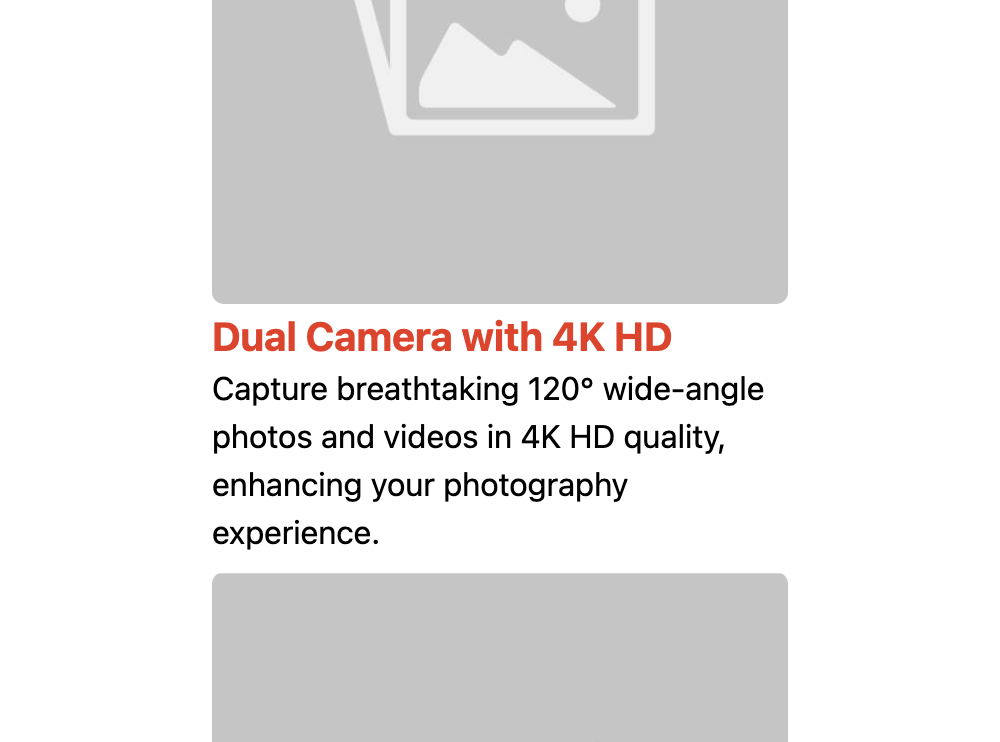 Dual Camera with 4K HD
Capture breathtaking 120° wide-angle
photos and videos in 4K HD quality,
enhancing your photography
experience.